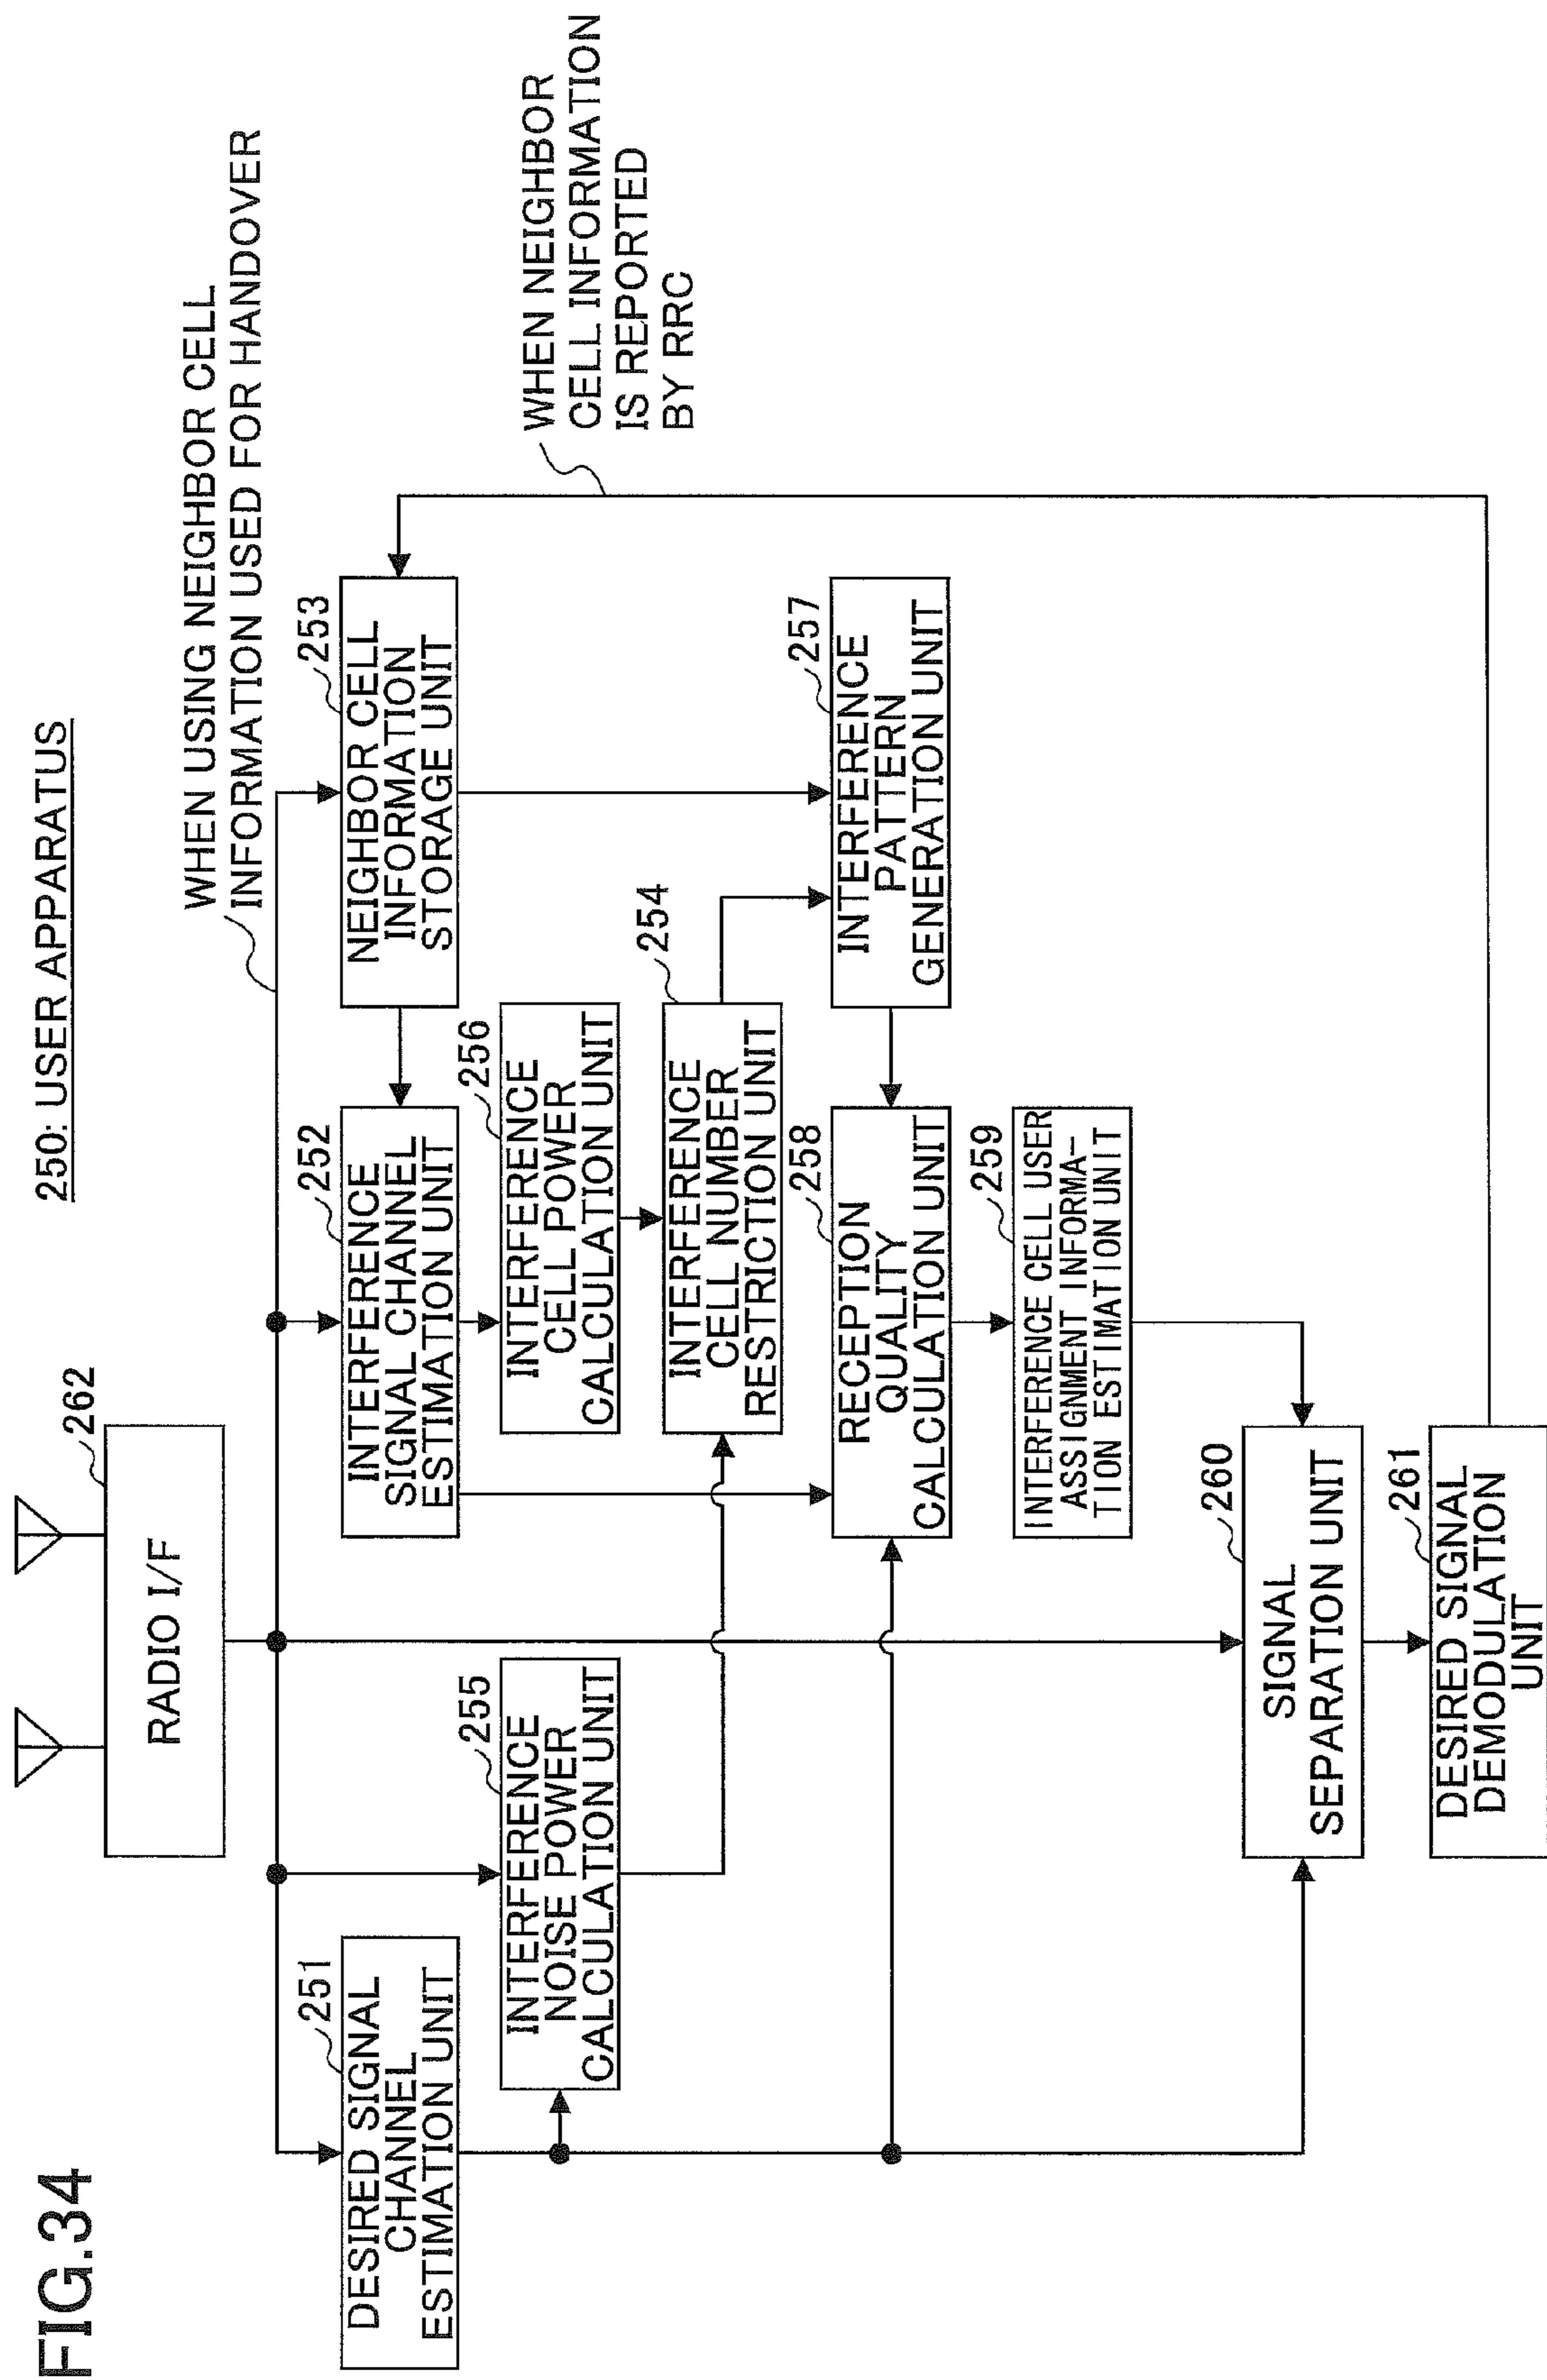 FIG.34
250: USER APPARATUS
262
RADIO I/F
WHEN USING NEIGHBOR CELL
INFORMATION USED FOR HANDOVER
251
DESIRED SIGNAL
CHANNEL
ESTIMATION UNIT
252
INTERFERENCE
SIGNAL CHANNEL
ESTIMATION UNIT
253
NEIGHBOR CELL
INFORMATION
STORAGE UNIT
WHEN NEIGHBOR
CELL INFORMATION
IS REPORTED
BY RRC
255
INTERFERENCE
NOISE POWER
CALCULATION UNIT
256
INTERFERENCE
CELL POWER
CALCULATION UNIT
254
INTERFERENCE
CELL NUMBER
RESTRICTION UNIT
258
RECEPTION
QUALITY
CALCULATION UNIT
257
INTERFERENCE
PATTERN
GENERATION UNIT
259
INTERFERENCE CELL USER
ASSIGNMENT INFORMA-
TION ESTIMATION UNIT
260
SIGNAL
SEPARATION UNIT
261
DESIRED SIGNAL
DEMODULATION
UNIT